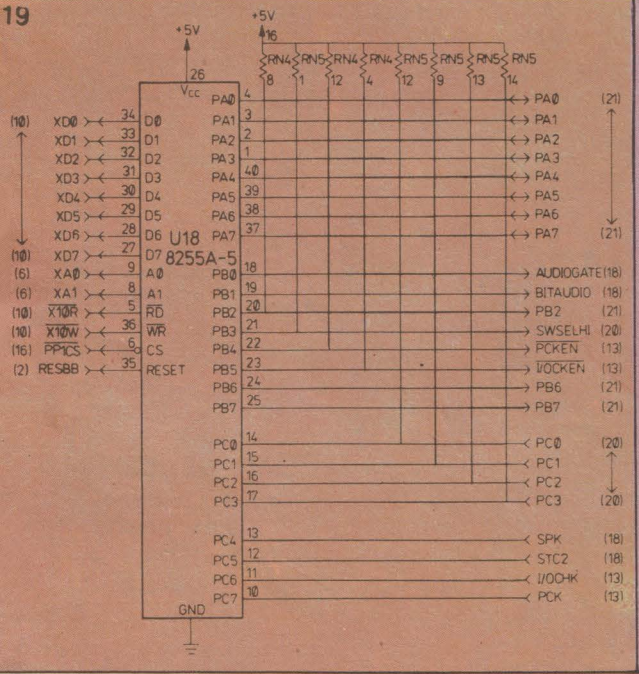 19
+5V
+5V
16
RN4 RN5 RN4 RN4 RN5 RN5 RN5 RN5
8 1 12 4 12 9 13 14
26
VCC
(10) XD0 34 D0 PA0 4 PA0 (21)
XD1 33 D1 PA1 3 PA1
XD2 32 D2 PA2 2 PA2
XD3 31 D3 PA3 1 PA3
XD4 30 D4 PA4 40 PA4
XD5 29 D5 PA5 39 PA5
XD6 28 D6 PA6 38 PA6
(10) XD7 27 D7 PA7 37 PA7 (21)
U18
8255A-5
(6) XA0 9 A0 PB0 18 AUDIOGATE (18)
(6) XA1 8 A1 PB1 19 BITAUDIO (18)
(10) X10R 5 RD PB2 20 PB2 (21)
(10) X10W 36 WR PB3 21 SWSELHI (20)
(16) PP1CS 6 CS PB4 22 PCKEN (13)
(2) RESBB 35 RESET PB5 23 I/OCKEN (13)
PB6 24 PB6 (21)
PB7 25 PB7 (21)
PC0 14 PC0 (20)
PC1 15 PC1
PC2 16 PC2
PC3 17 PC3 (20)
PC4 13 SPK (18)
PC5 12 STC2 (18)
PC6 11 I/OCHK (13)
PC7 10 PCK (13)
GND